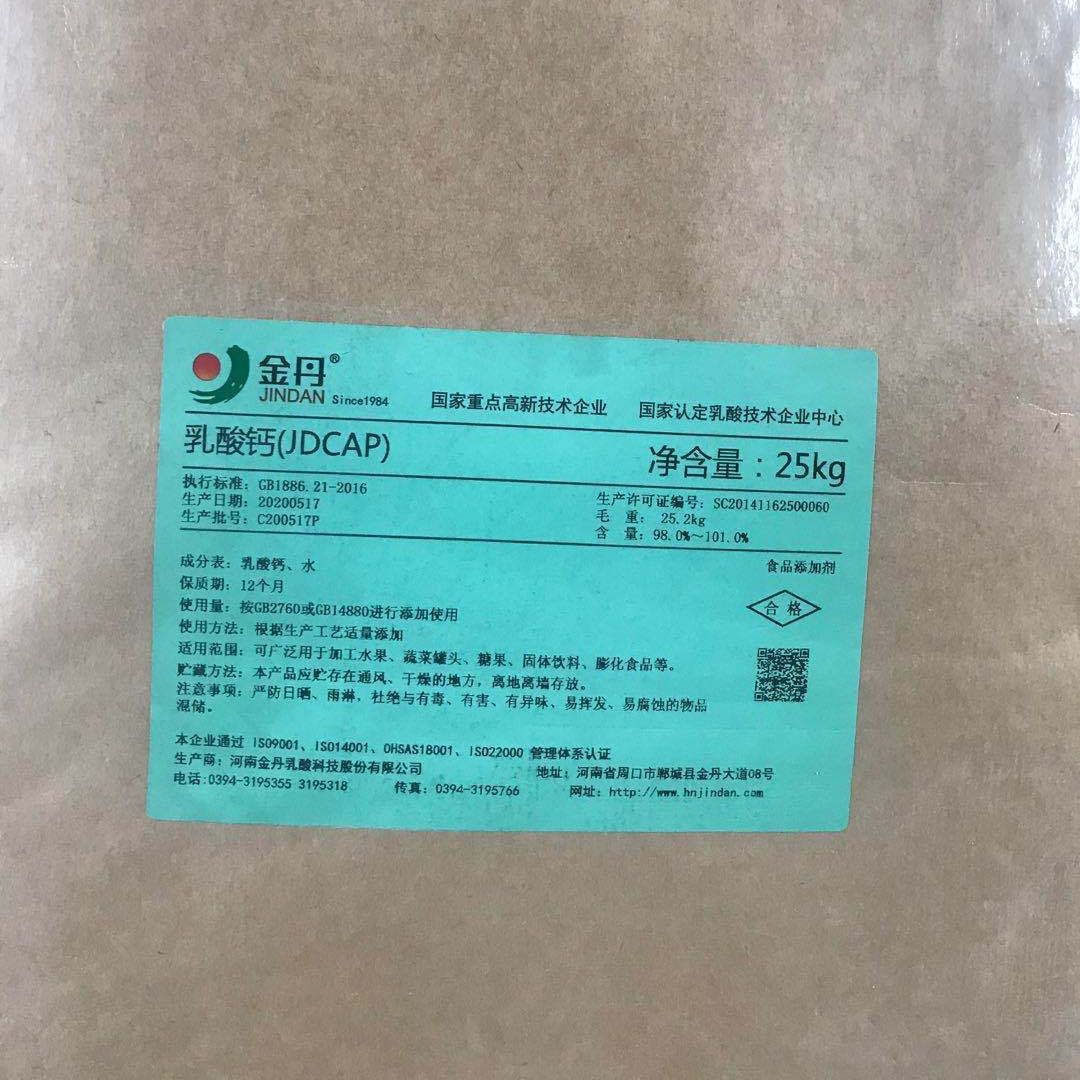 金丹®
JINDAN Since1984
国家重点高新技术企业 国家认定乳酸技术企业中心
乳酸钙(JDCAP)
净含量：25kg
执行标准：GB1886.21-2016
生产日期：20200517
生产批号：C200517P
生产许可证编号：SC20141162500060
毛 重： 25.2kg
含 量：98.0%～101.0%
成分表：乳酸钙、水
食品添加剂
保质期：12个月
合格
使用量：按GB2760或GB14880进行添加使用
使用方法：根据生产工艺适量添加
适用范围：可广泛用于加工水果、蔬菜罐头、糖果、固体饮料、膨化食品等。
贮藏方法：本产品应贮存在通风、干燥的地方，离地离墙存放。
注意事项：严防日晒、雨淋，杜绝与有毒、有害、有异味、易挥发、易腐蚀的物品
混储。
本企业通过 ISO9001、ISO14001、OHSAS18001、ISO22000 管理体系认证
生产商：河南金丹乳酸科技股份有限公司 地址：河南省周口市郸城县金丹大道08号
电话:0394-3195355 3195318 传真：0394-3195766 网址：http://www.hnjindan.com